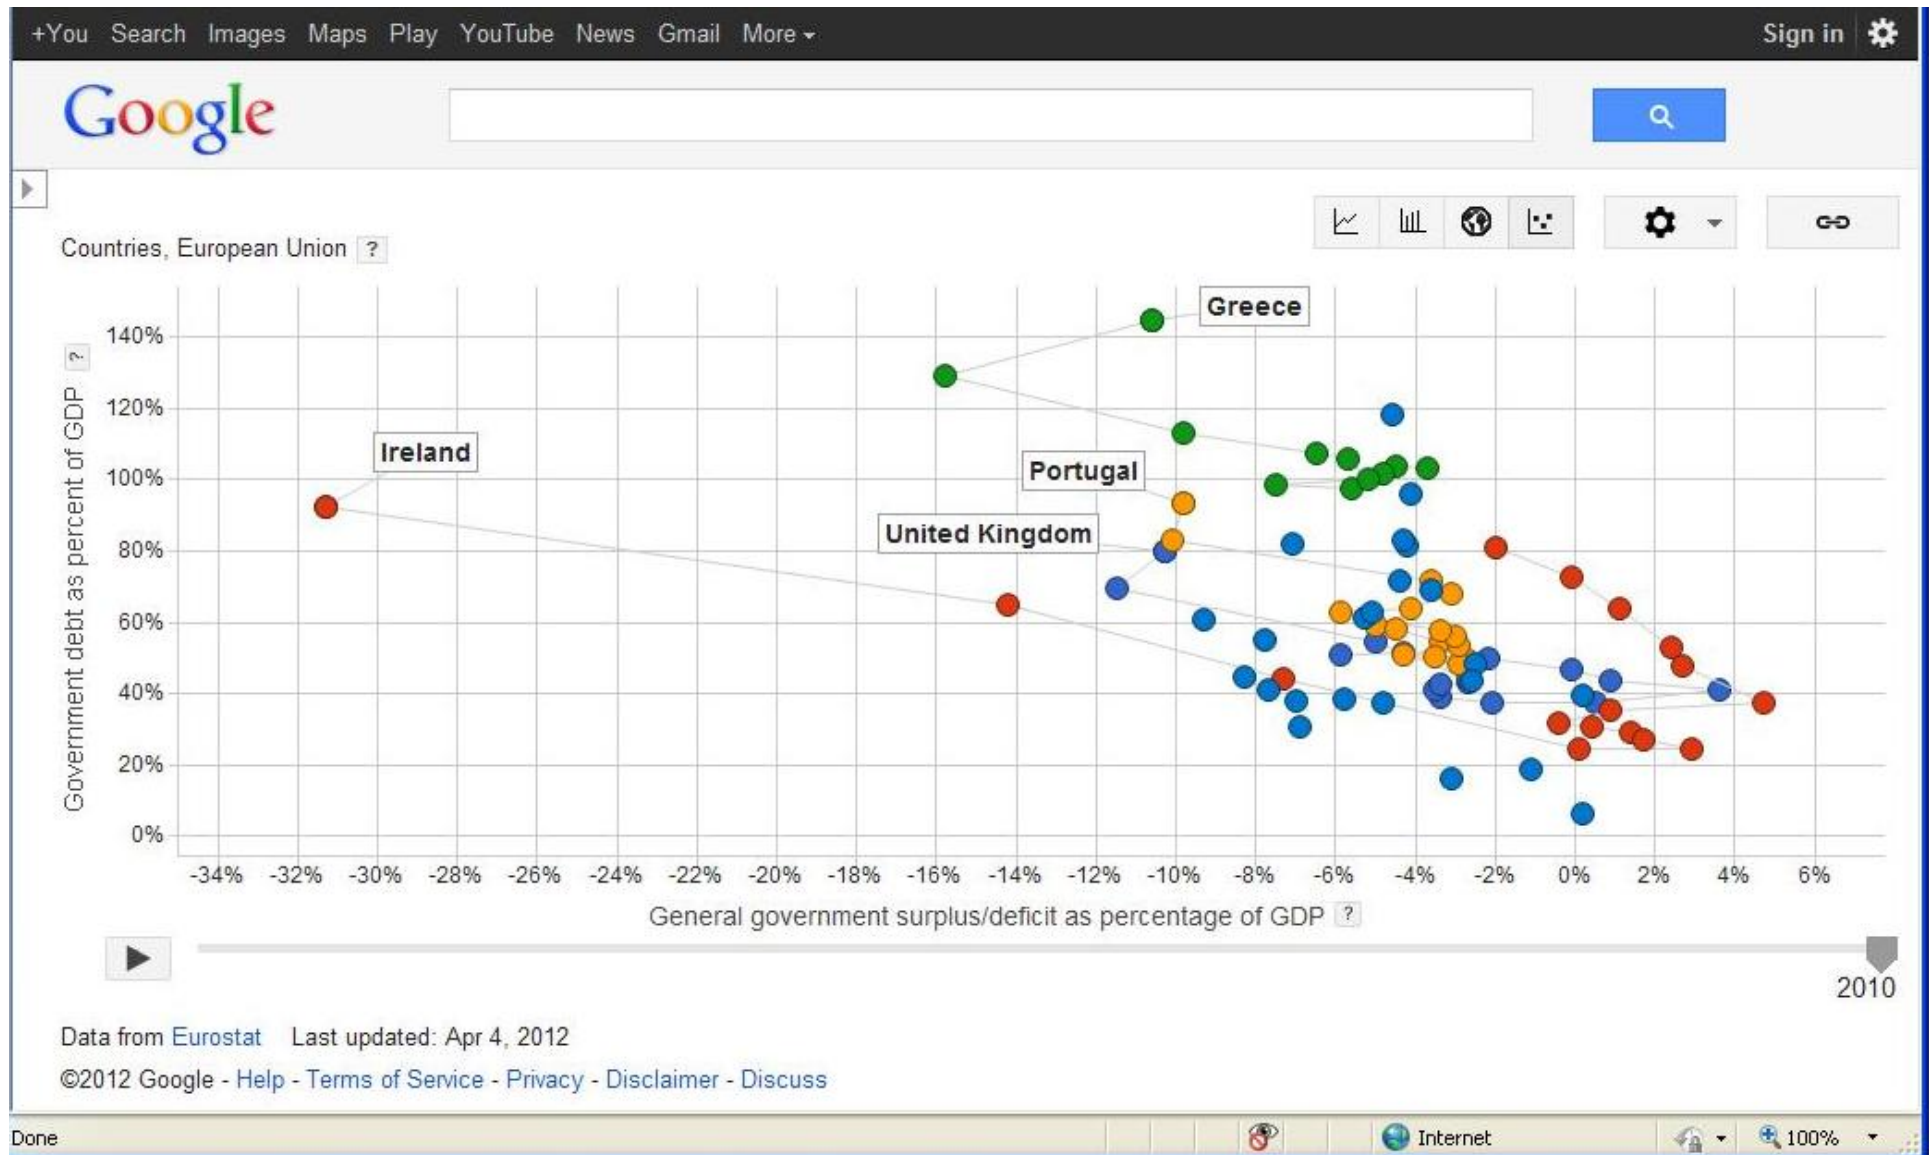 +You Search Images Maps Play YouTube News Gmail More Sign in
Google
Countries, European Union ?
Greece
140%
?
120%
Ireland
Portugal
100%
United Kingdom
80%
60%
40%
20%
0%
Government debt as percent of GDP
-34% -32% -30% -28% -26% -24% -22% -20% -18% -16% -14% -12% -10% -8% -6% -4% -2% 0% 2% 4% 6%
General government surplus/deficit as percentage of GDP ?
2010
Data from Eurostat Last updated: Apr 4, 2012
©2012 Google - Help - Terms of Service - Privacy - Disclaimer - Discuss
Done Internet 100%